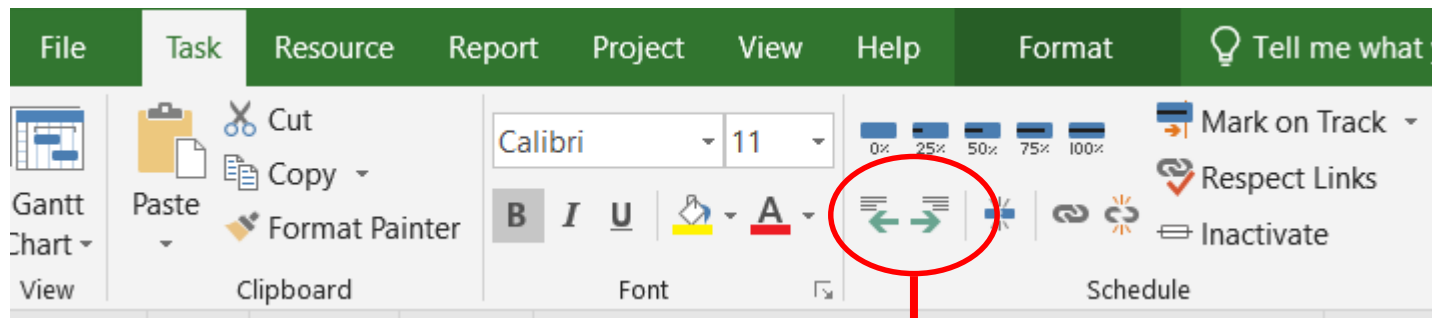 File Task Resource Report Project View Help Format Tell me what
Cut
Copy
Format Painter
Paste
Gantt
Chart
View
Clipboard
Calibri 11
B I U A
Font
0% 25% 50% 75% 100%
Mark on Track
Respect Links
Inactivate
Schedule